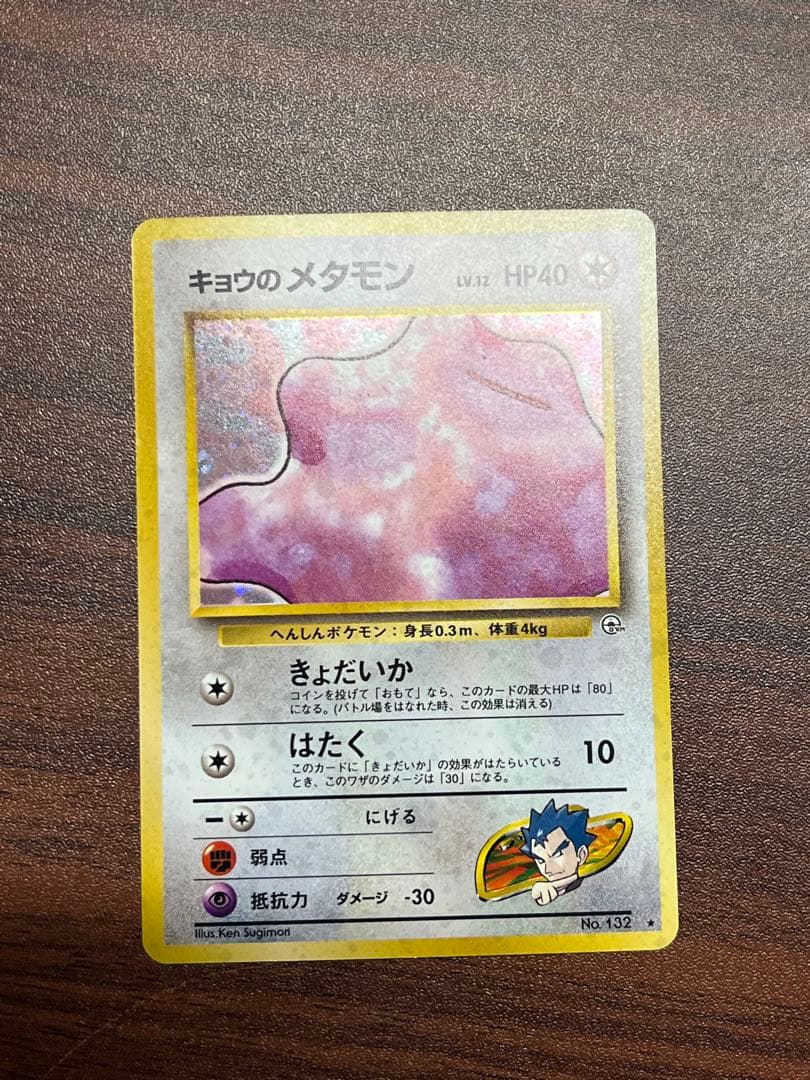 キョウの メタモン LV.12 HP40
へんしんポケモン：身長0.3m、体重4kg
きょだいか
コインを投げて「おもて」なら、このカードの最大HPは「80」
になる。(バトル場をはなれた時、この効果は消える)
はたく 10
このカードに「きょだいか」の効果がはたらいている
とき、このワザのダメージは「30」になる。
にげる
弱点
抵抗力 ダメージ -30
Illus.Ken Sugimori
No. 132 ★